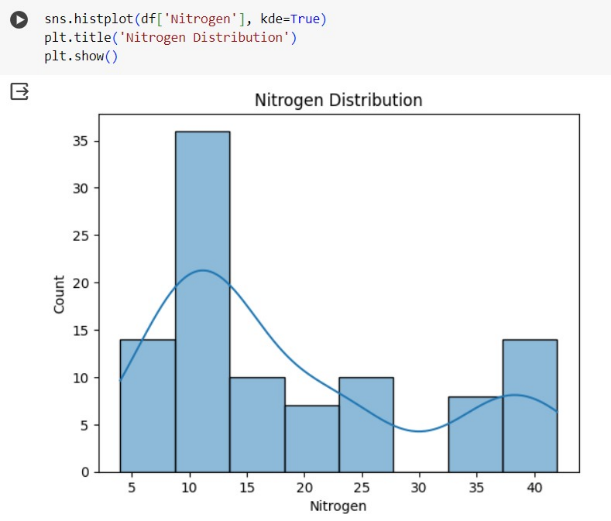 sns.histplot(df['Nitrogen'], kde=True)
plt.title('Nitrogen Distribution')
plt.show()
Nitrogen Distribution
35
30
25
20
15
10
5
0
Count
5 10 15 20 25 30 35 40
Nitrogen